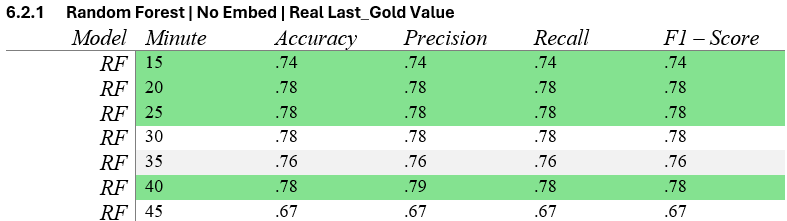 6.2.1 Random Forest | No Embed | Real Last_Gold Value
Model Minute Accuracy Precision Recall F1 – Score
RF 15 .74 .74 .74 .74
RF 20 .78 .78 .78 .78
RF 25 .78 .78 .78 .78
RF 30 .78 .78 .78 .78
RF 35 .76 .76 .76 .76
RF 40 .78 .79 .78 .78
RF 45 .67 .67 .67 .67